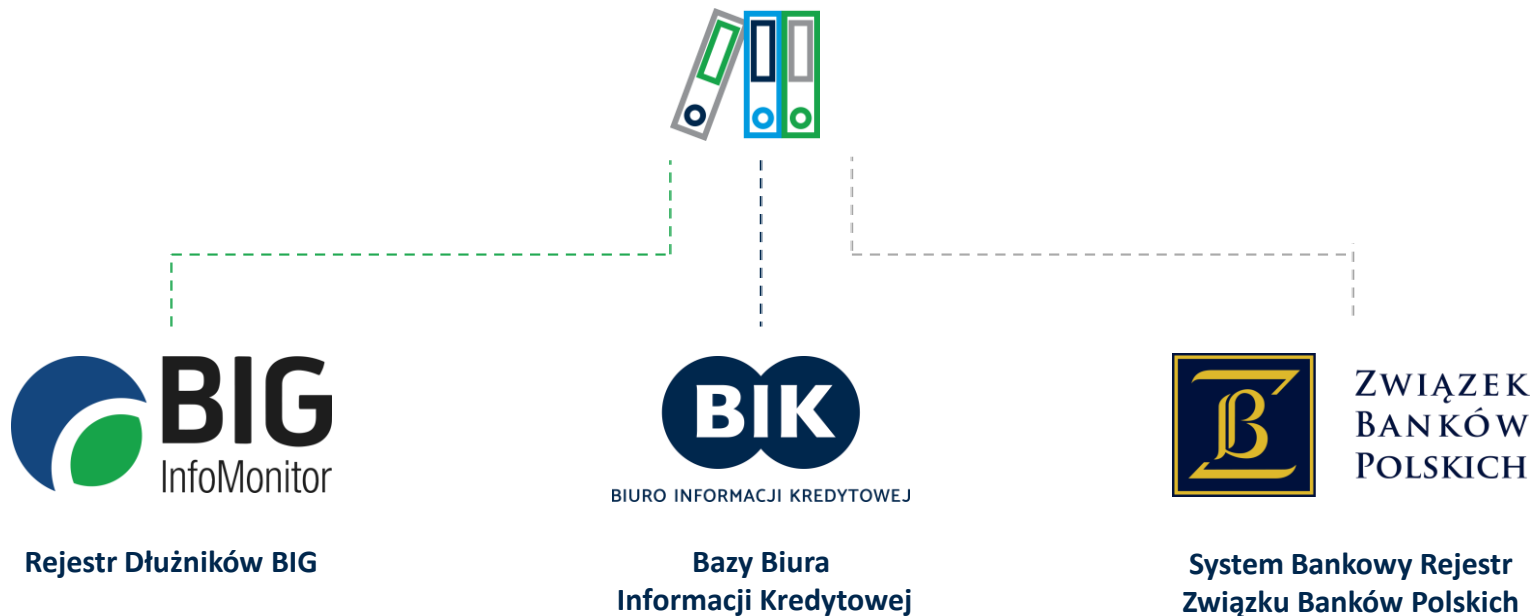 BIG
InfoMonitor
Rejestr Dłużników BIG
BIK
BIURO INFORMACJI KREDYTOWEJ
Bazy Biura
Informacji Kredytowej
B
ZWIĄZEK
BANKÓW
POLSKICH
System Bankowy Rejestr
Związku Banków Polskich